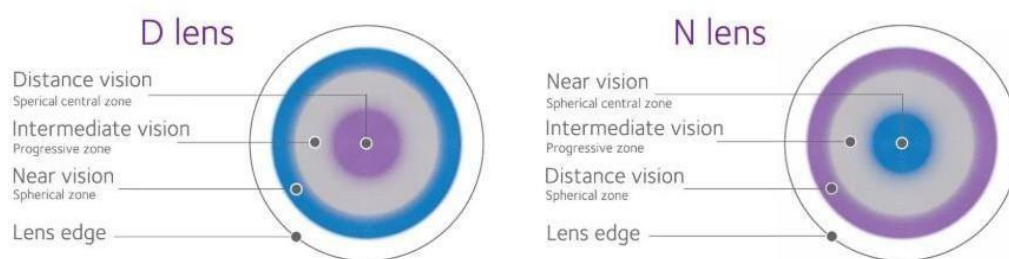 D lens
Distance vision
Sperical central zone
Intermediate vision
Progressive zone
Near vision
Spherical zone
Lens edge
N lens
Near vision
Spherical central zone
Intermediate vision
Progressive zone
Distance vision
Spherical zone
Lens edge